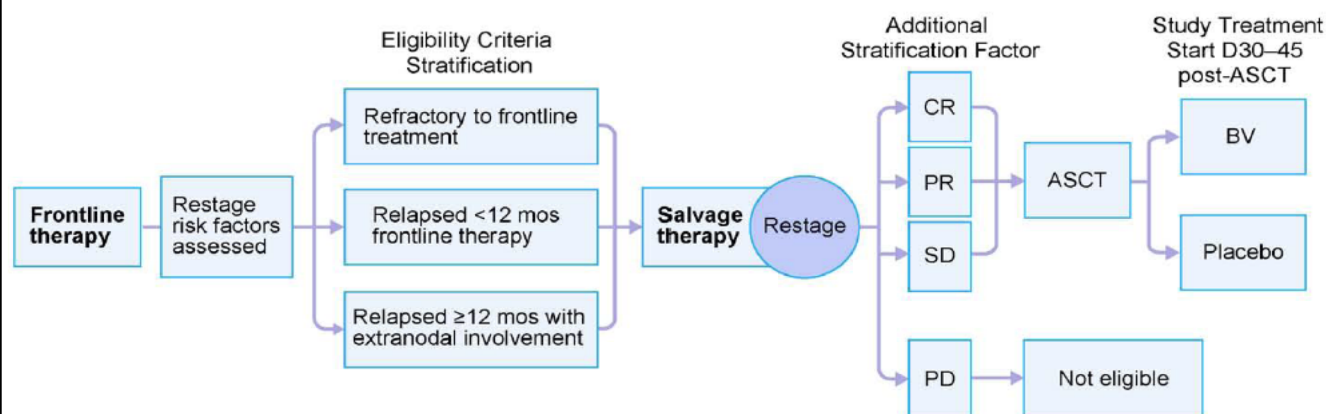 Eligibility Criteria
Stratification
Additional
Stratification Factor
Study Treatment
Start D30–45
post-ASCT
Frontline
therapy
Restage
risk factors
assessed
Refractory to frontline
treatment
Relapsed <12 mos
frontline therapy
Relapsed ≥12 mos with
extranodal involvement
Salvage
therapy
Restage
CR
PR
SD
PD
ASCT
Not eligible
BV
Placebo